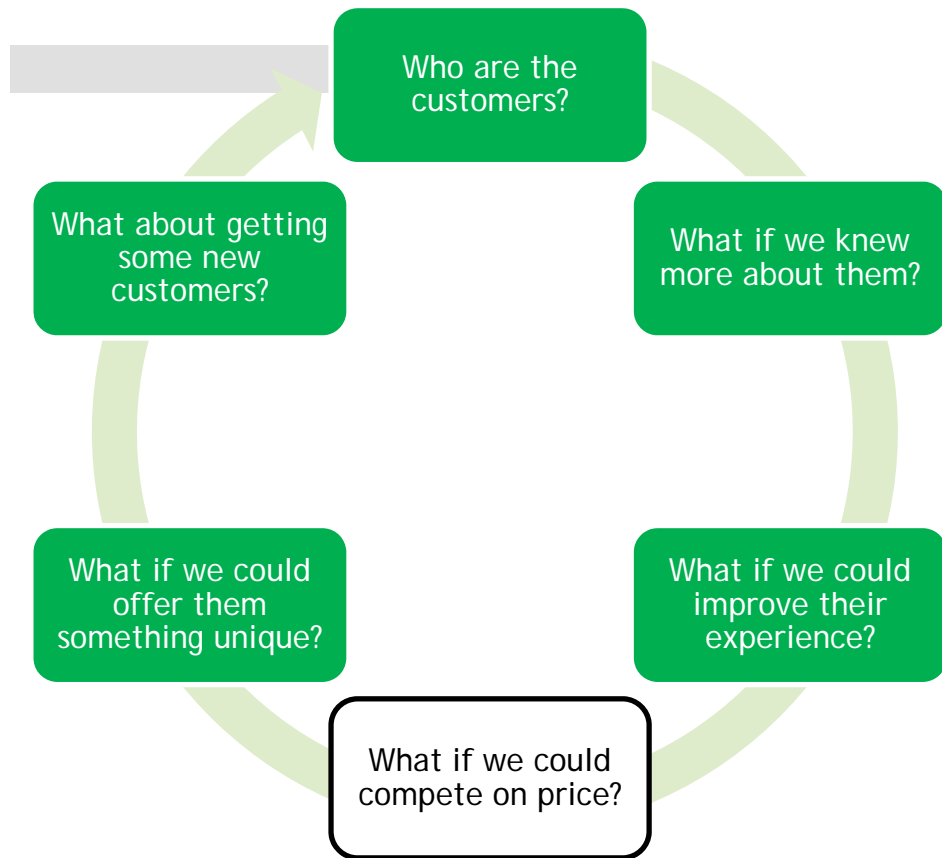 Who are the
customers?
What if we knew
more about them?
What if we could
improve their
experience?
What if we could
compete on price?
What if we could
offer them
something unique?
What about getting
some new
customers?